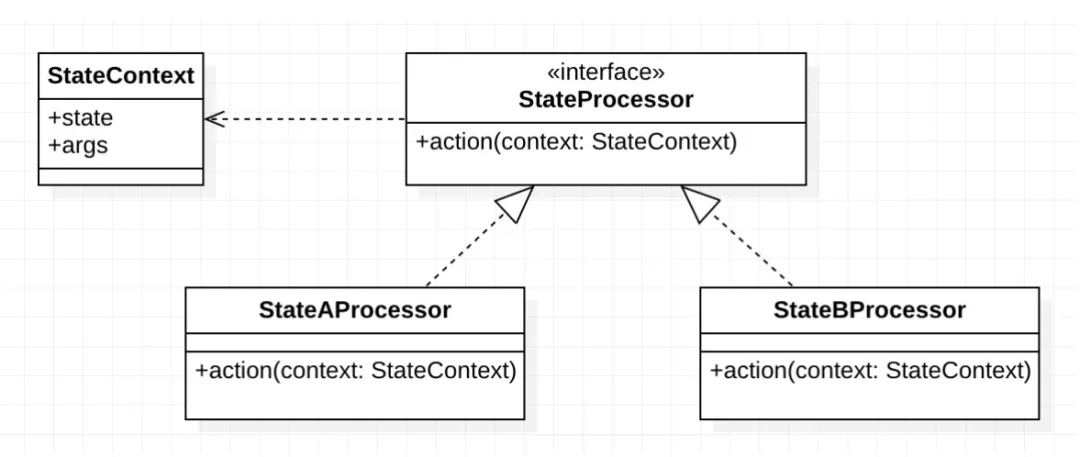 StateContext
+state
+args
«interface»
StateProcessor
+action(context: StateContext)
StateAProcessor
+action(context: StateContext)
StateBProcessor
+action(context: StateContext)